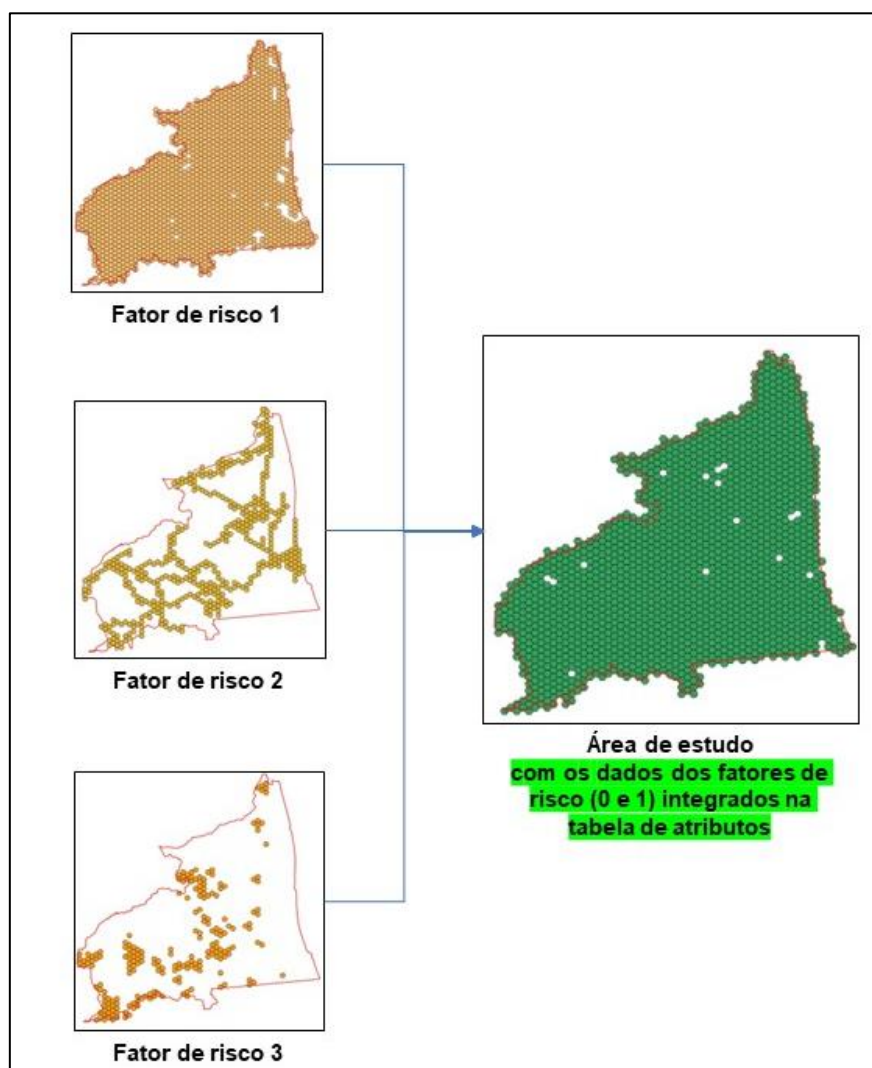 Fator de risco 1
Fator de risco 2
Área de estudo
com os dados dos fatores de
risco (0 e 1) integrados na
tabela de atributos
Fator de risco 3